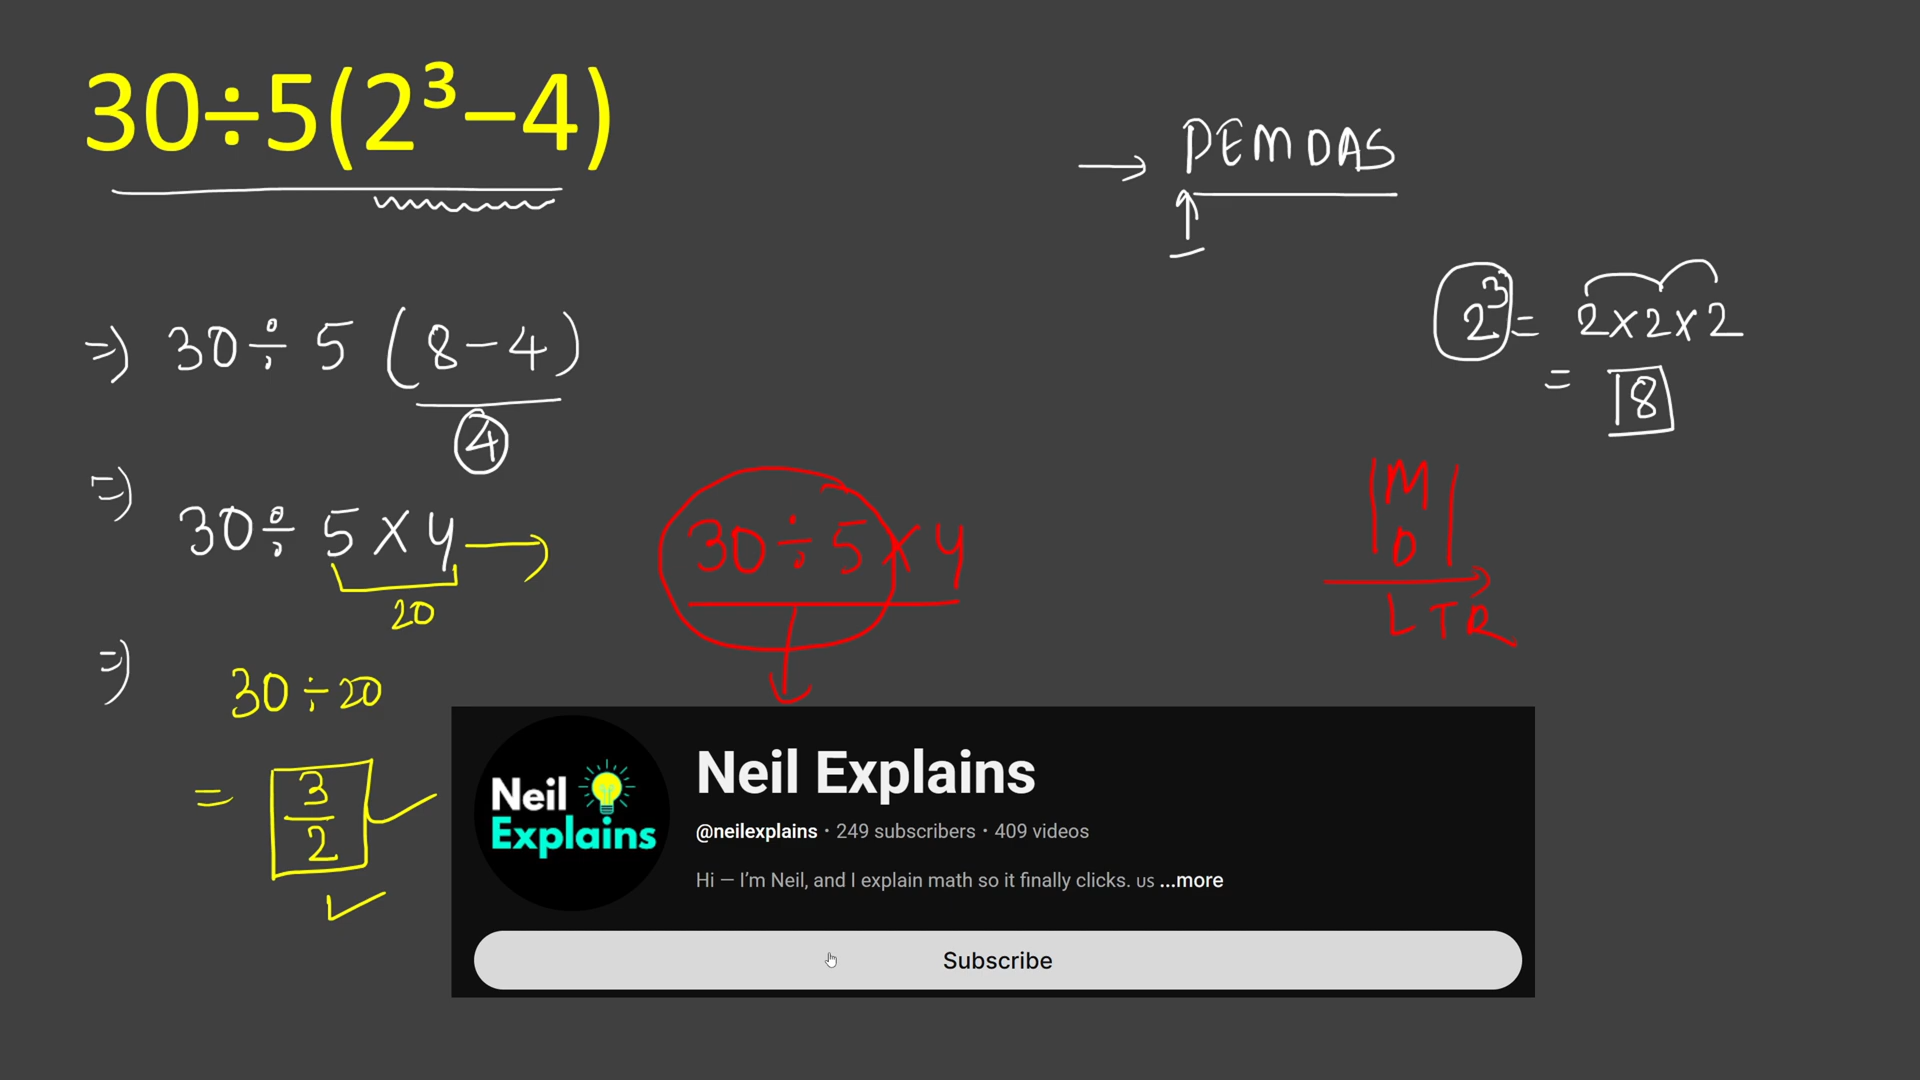 30÷5(2³−4)
→ PEMDAS
2³ = 2×2×2
= 8
⇒ 30÷5(8−4)
4
⇒ 30÷5×4 →
20
30÷5×4
M
D
LTR
⇒ 30÷20
= 3/2
Neil Explains
Neil Explains
@neilexplains · 249 subscribers · 409 videos
Hi — I'm Neil, and I explain math so it finally clicks. us ...more
Subscribe